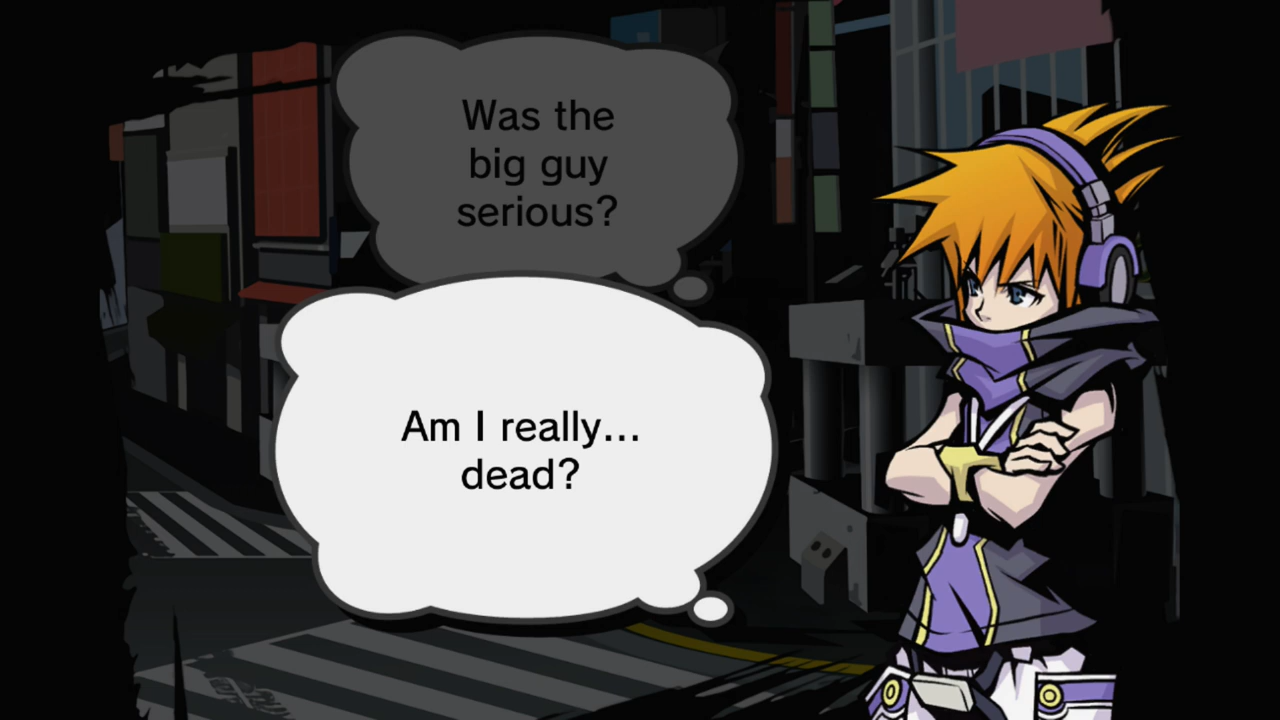 Was the
big guy
serious?
Am I really...
dead?